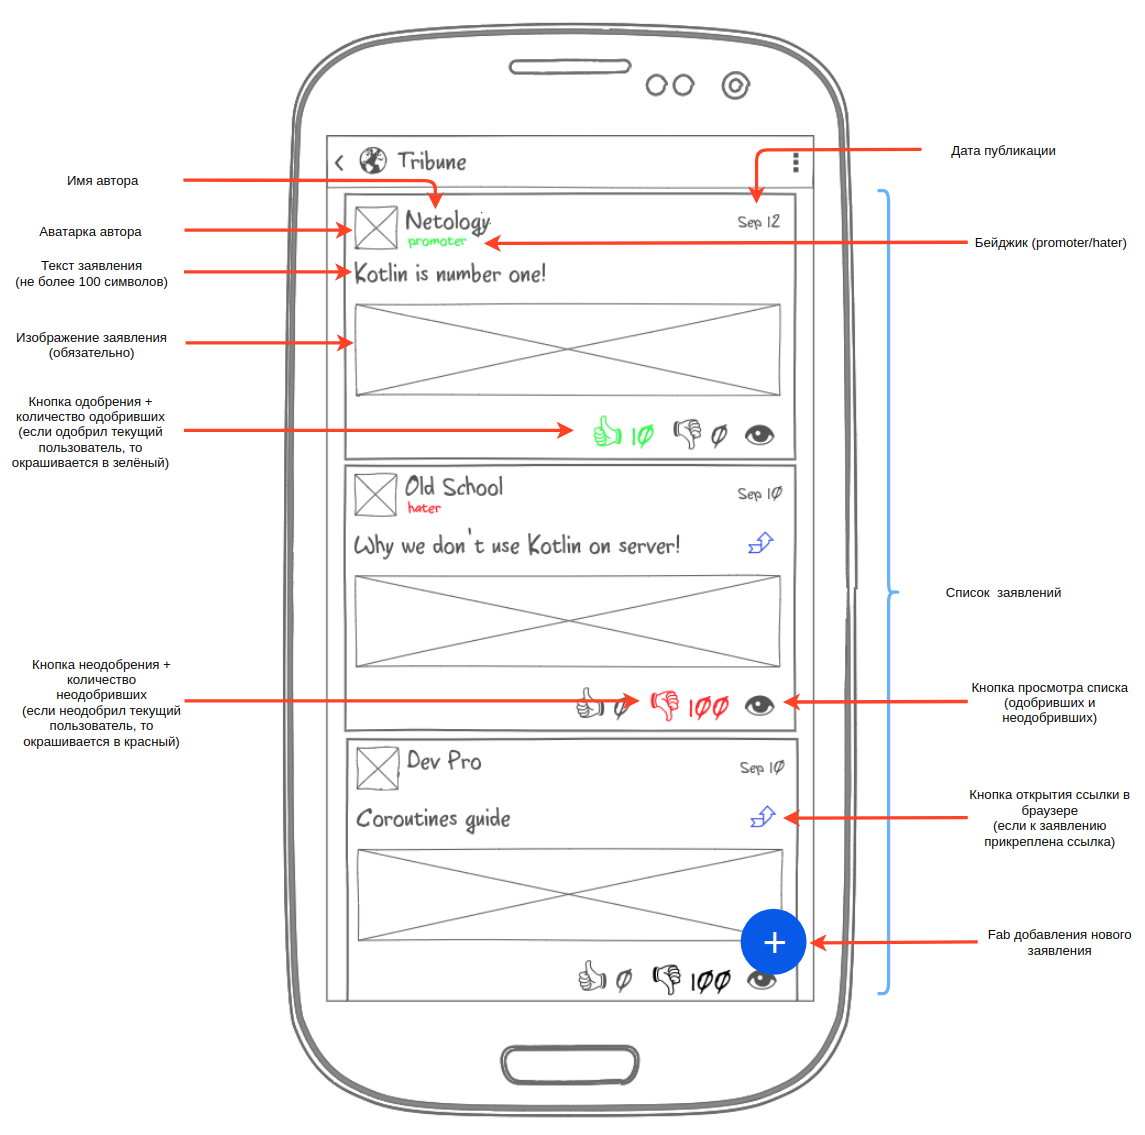 Tribune
Дата публикации
Имя автора
Netology
Sep 12
Аватарка автора
promoter
Бейджик (promoter/hater)
Текст заявления
(не более 100 символов)
Kotlin is number one!
Изображение заявления
(обязательно)
Кнопка одобрения +
количество одобривших
(если одобрил текущий
пользователь, то
окрашивается в зелёный)
10 0
Old School
Sep 10
hater
Why we don't use Kotlin on server!
Список заявлений
Кнопка неодобрения +
количество
неодобривших
(если неодобрил текущий
пользователь, то
окрашивается в красный)
0 100
Кнопка просмотра списка
(одобривших и
неодобривших)
Dev Pro
Sep 10
Coroutines guide
Кнопка открытия ссылки в
браузере
(если к заявлению
прикреплена ссылка)
+
Fab добавления нового
заявления
0 100